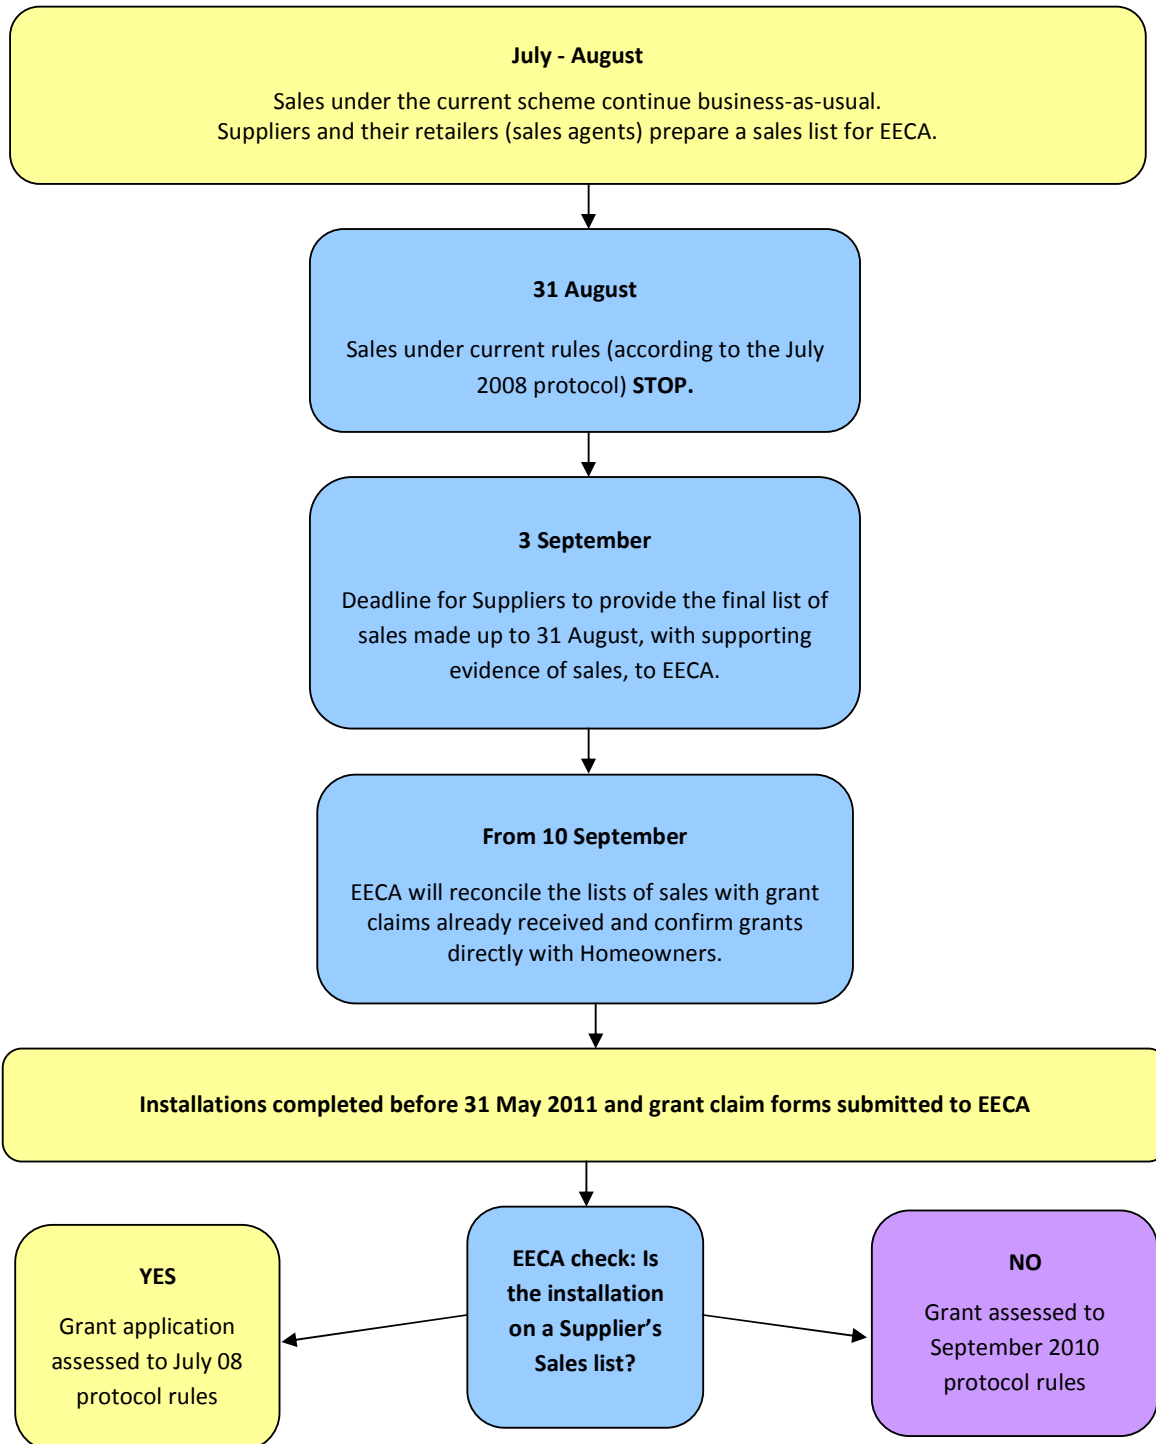 July - August
Sales under the current scheme continue business-as-usual.
Suppliers and their retailers (sales agents) prepare a sales list for EECA.
31 August
Sales under current rules (according to the July
2008 protocol) STOP.
3 September
Deadline for Suppliers to provide the final list of
sales made up to 31 August, with supporting
evidence of sales, to EECA.
From 10 September
EECA will reconcile the lists of sales with grant
claims already received and confirm grants
directly with Homeowners.
Installations completed before 31 May 2011 and grant claim forms submitted to EECA
EECA check: Is
the installation
on a Supplier’s
Sales list?
YES
Grant application
assessed to July 08
protocol rules
NO
Grant assessed to
September 2010
protocol rules